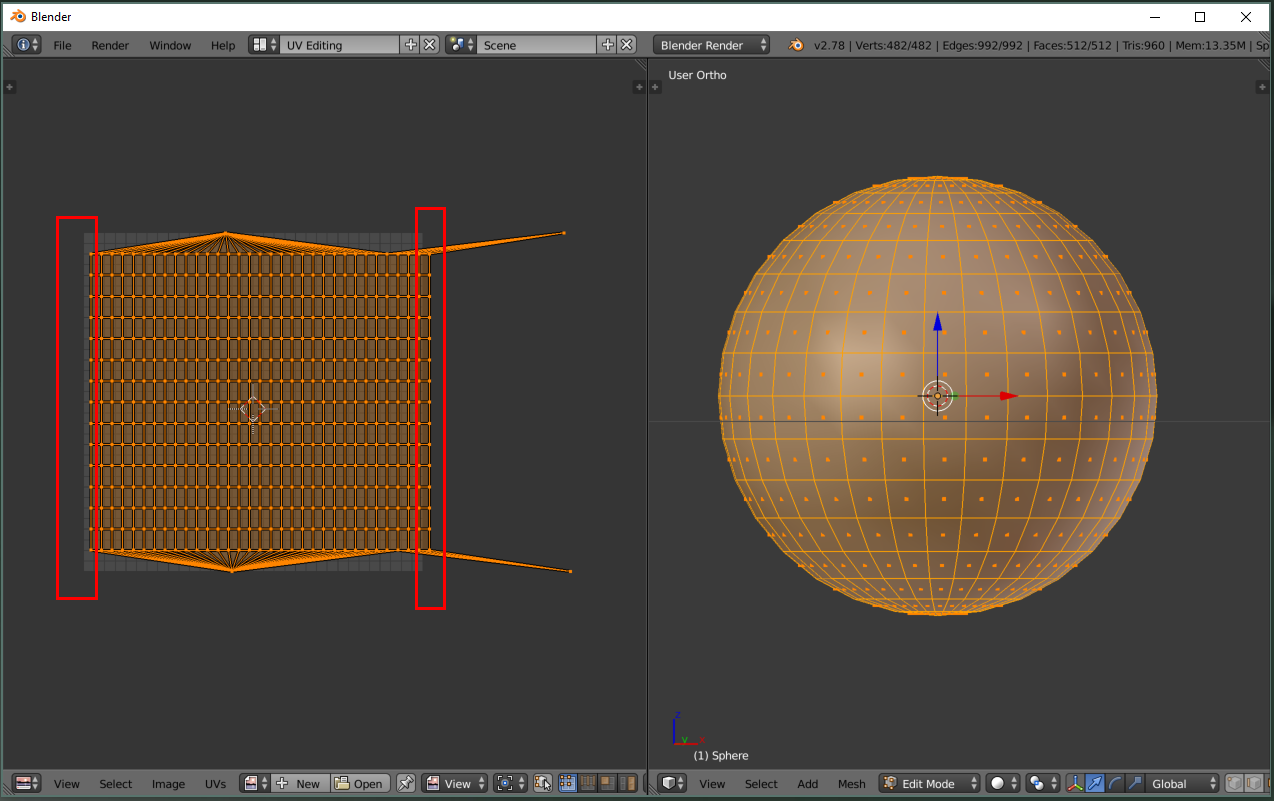 Blender
File Render Window Help UV Editing Scene Blender Render v2.78 | Verts:482/482 | Edges:992/992 | Faces:512/512 | Tris:960 | Mem:13.35M | Sp
User Ortho
Z
Y
(1) Sphere
View Select Image UVs New Open View
View Select Add Mesh Edit Mode Global